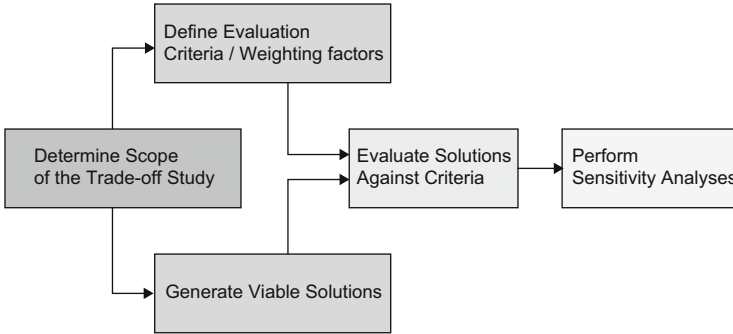 Define Evaluation
Criteria / Weighting factors
Determine Scope
of the Trade-off Study
Evaluate Solutions
Against Criteria
Perform
Sensitivity Analyses
Generate Viable Solutions